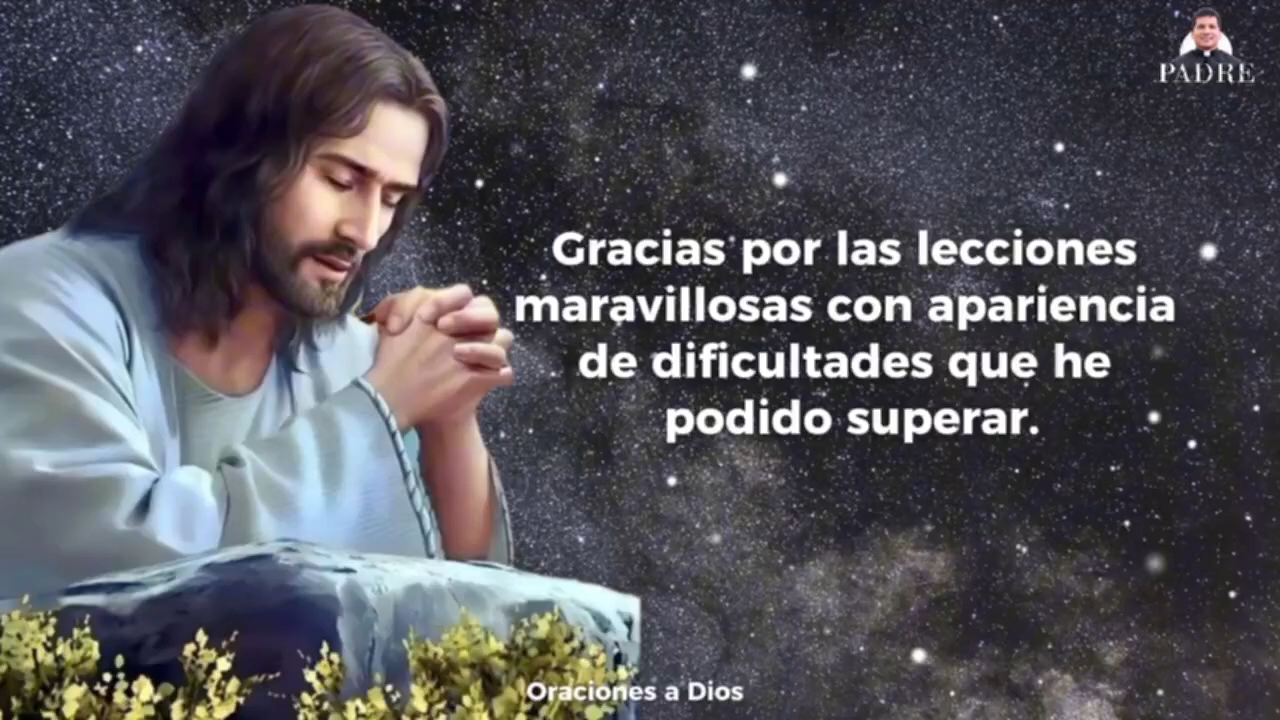 PADRE
Gracias por las lecciones
maravillosas con apariencia
de dificultades que he
podido superar.
Oraciones a Dios